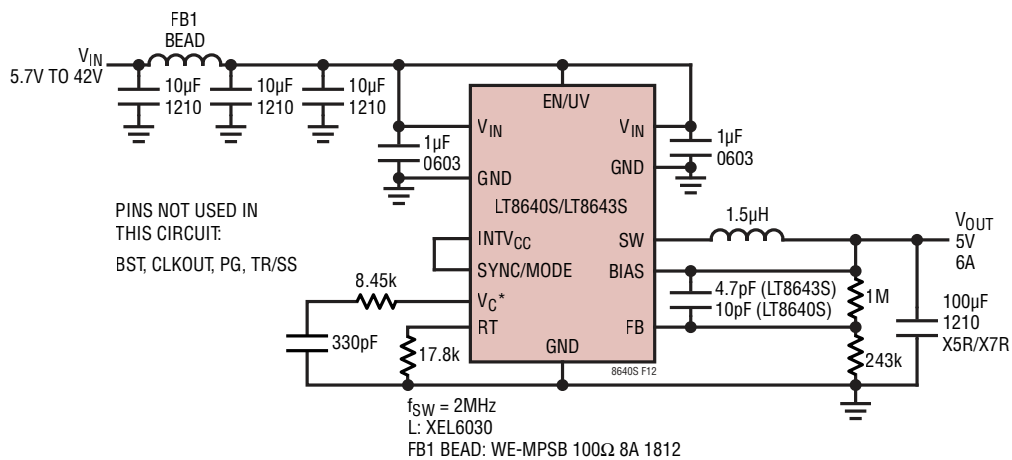 FB1
BEAD
VIN
5.7V TO 42V
10µF
1210
10µF
1210
10µF
1210
EN/UV
VIN
VIN
1µF
0603
1µF
0603
GND
GND
LT8640S/LT8643S
PINS NOT USED IN
THIS CIRCUIT:
BST, CLKOUT, PG, TR/SS
INTVCC
SW
1.5µH
VOUT
5V
6A
SYNC/MODE
BIAS
8.45k
VC*
4.7pF (LT8643S)
10pF (LT8640S)
1M
100µF
1210
X5R/X7R
RT
FB
330pF
17.8k
GND
243k
8640S F12
fSW = 2MHz
L: XEL6030
FB1 BEAD: WE-MPSB 100Ω 8A 1812